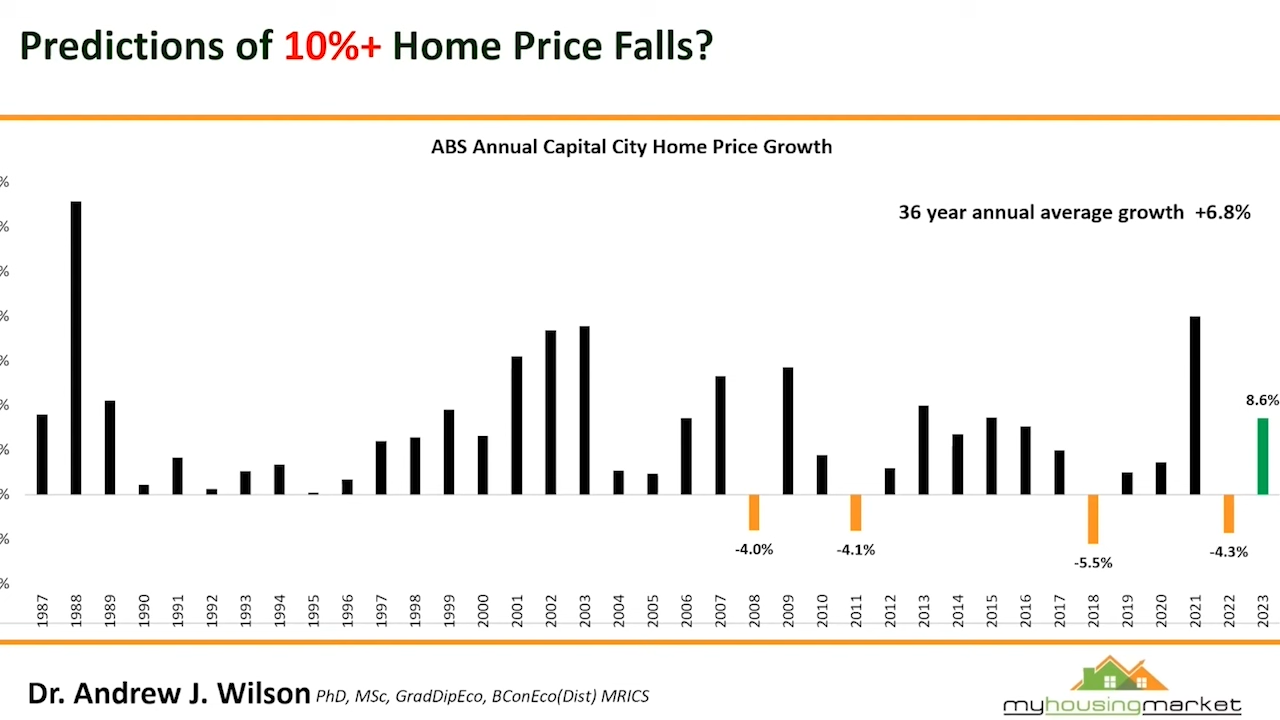 Predictions of 10%+ Home Price Falls?
ABS Annual Capital City Home Price Growth
%
%
36 year annual average growth +6.8%
%
%
%
8.6%
%
%
%
%
-4.0%
-4.1%
-4.3%
-5.5%
%
1987 1988 1989 1990 1991 1992 1993 1994 1995 1996 1997 1998 1999 2000 2001 2002 2003 2004 2005 2006 2007 2008 2009 2010 2011 2012 2013 2014 2015 2016 2017 2018 2019 2020 2021 2022 2023
Dr. Andrew J. Wilson PhD, MSc, GradDipEco, BConEco(Dist) MRICS
myhousingmarket